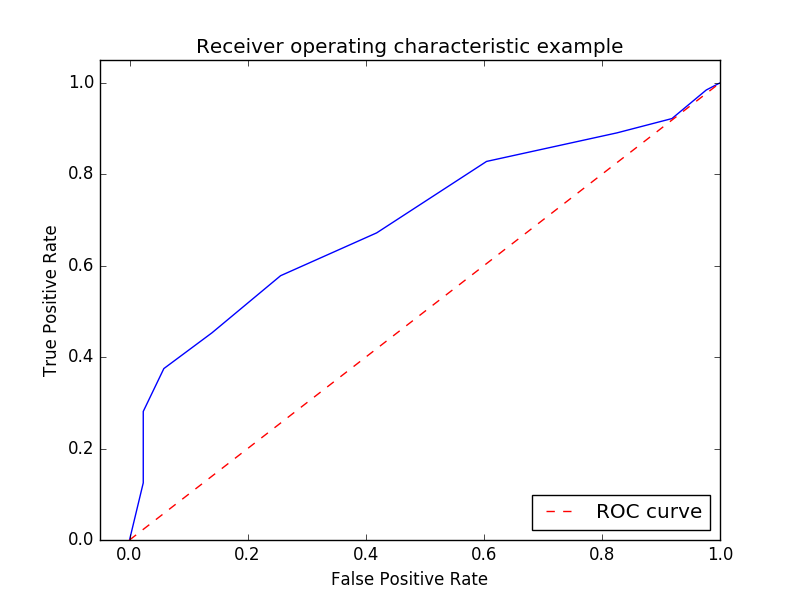 Receiver operating characteristic example
True Positive Rate
1.0
0.8
0.6
0.4
0.2
0.0
ROC curve
0.0 0.2 0.4 0.6 0.8 1.0
False Positive Rate